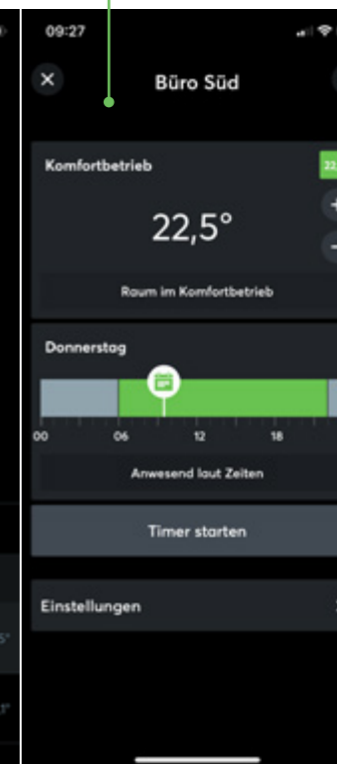 09:27
Büro Süd
Komfortbetrieb
22,5°
Raum im Komfortbetrieb
Donnerstag
00 06 12 18
Anwesend laut Zeiten
Timer starten
Einstellungen